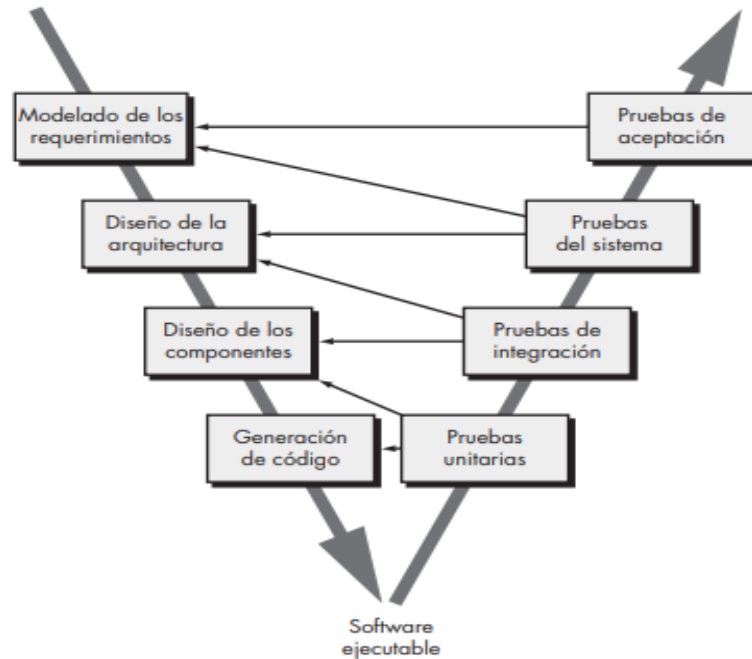 Modelado de los
requerimientos
Pruebas de
aceptación
Diseño de la
arquitectura
Pruebas
del sistema
Diseño de los
componentes
Pruebas de
integración
Generación
de código
Pruebas
unitarias
Software
ejecutable